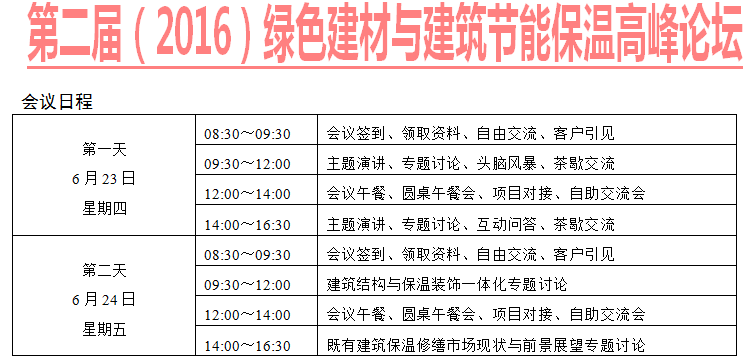 第二届（2016）绿色建材与建筑节能保温高峰论坛
会议日程
第一天
6月23日
星期四
08:30～09:30 会议签到、领取资料、自由交流、客户引见
09:30～12:00 主题演讲、专题讨论、头脑风暴、茶歇交流
12:00～14:00 会议午餐、圆桌午餐会、项目对接、自助交流会
14:00～16:30 主题演讲、专题讨论、互动问答、茶歇交流
第二天
6月24日
星期五
08:30～09:30 会议签到、领取资料、自由交流、客户引见
09:30～12:00 建筑结构与保温装饰一体化专题讨论
12:00～14:00 会议午餐、圆桌午餐会、项目对接、自助交流会
14:00～16:30 既有建筑保温修缮市场现状与前景展望专题讨论